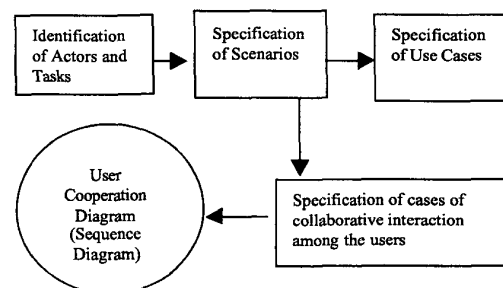 Identification
of Actors and
Tasks
Specification
of Scenarios
Specification
of Use Cases
User
Cooperation
Diagram
(Sequence
Diagram)
Specification of cases of
collaborative interaction
among the users